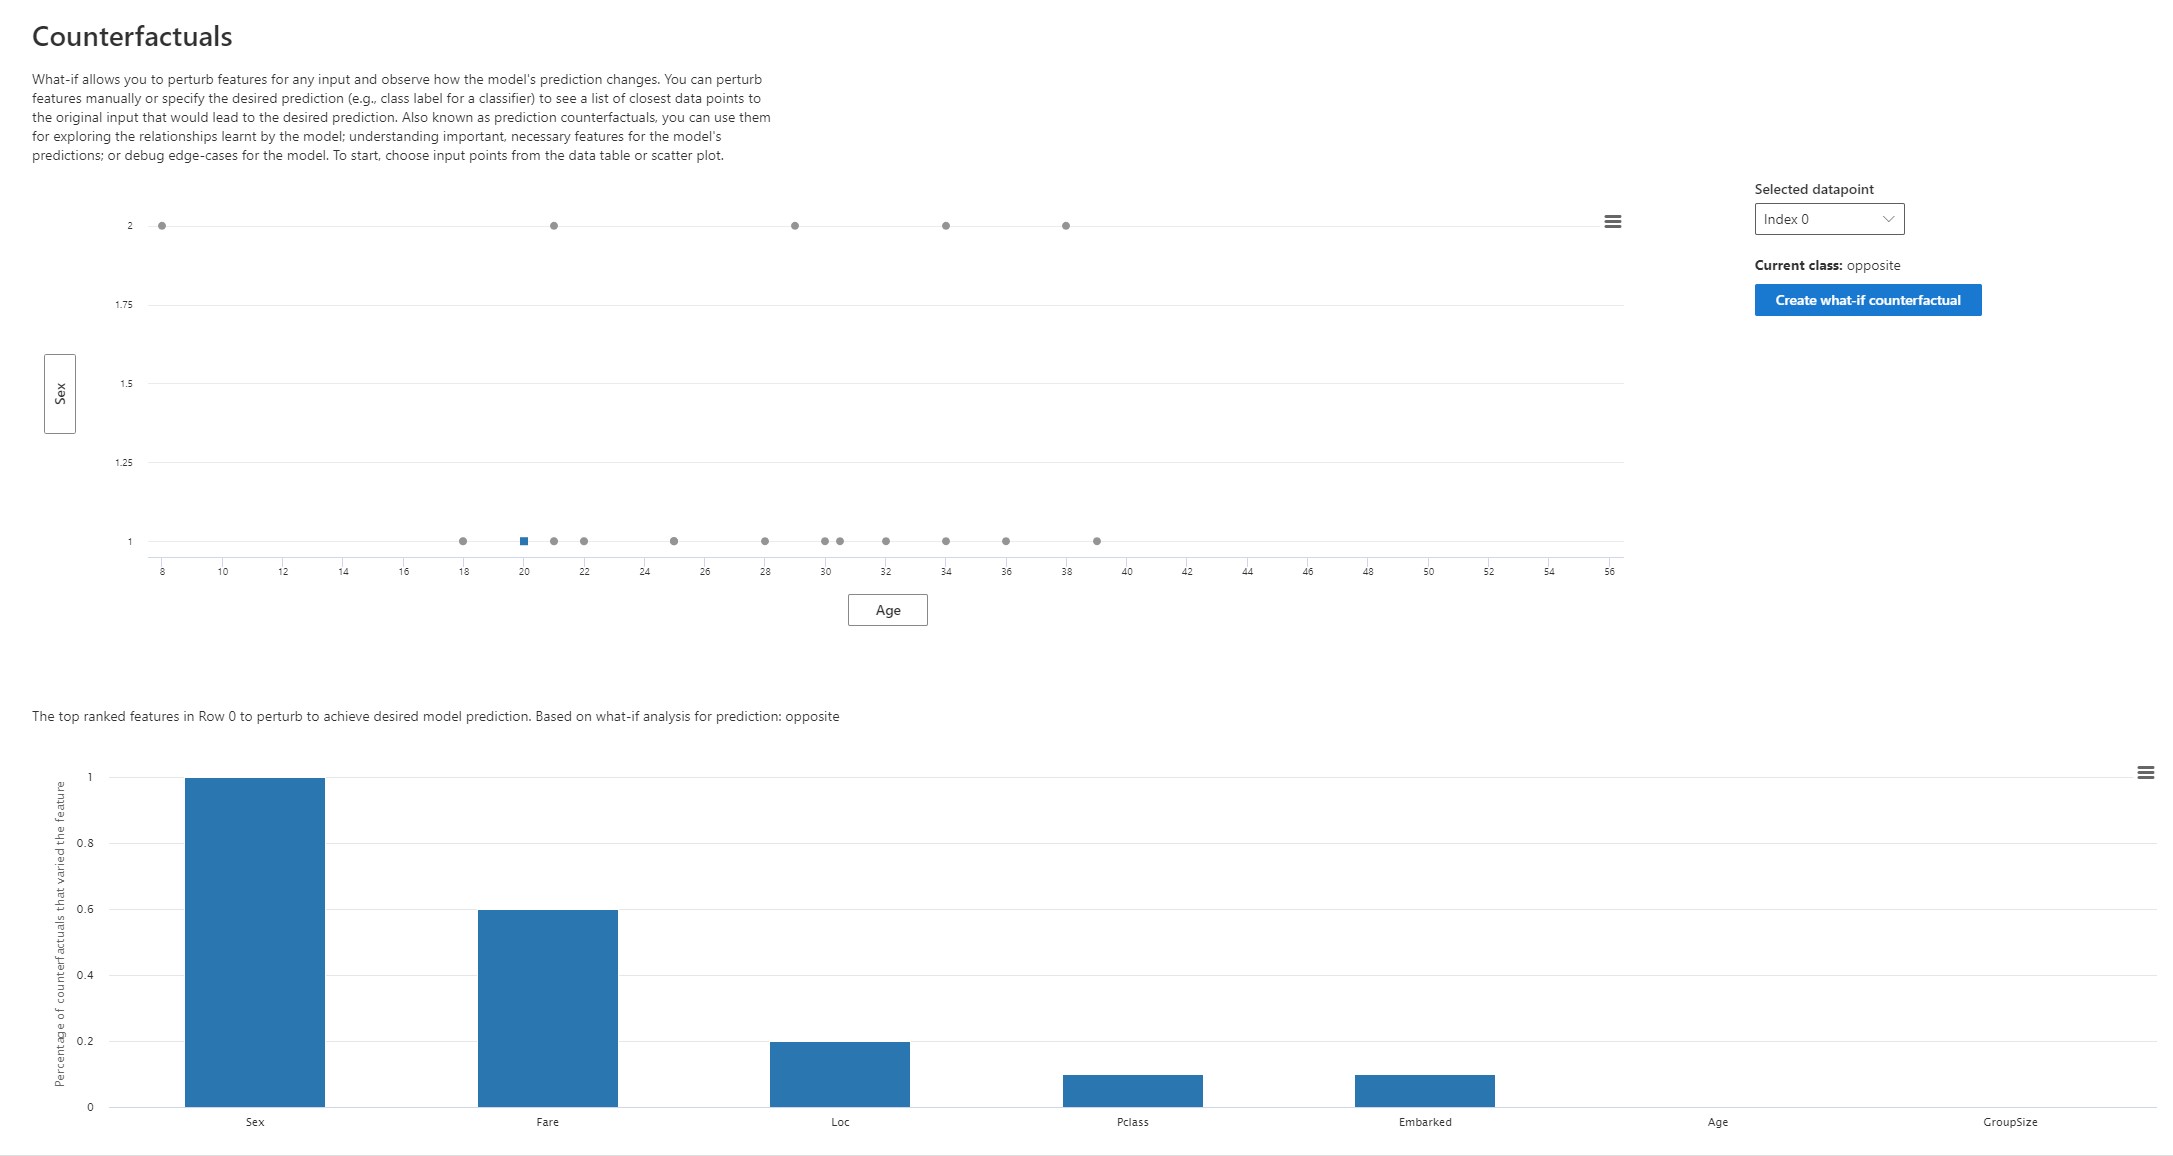 Counterfactuals
What-if allows you to perturb features for any input and observe how the model's prediction changes. You can perturb
features manually or specify the desired prediction (e.g., class label for a classifier) to see a list of closest data points to
the original input that would lead to the desired prediction. Also known as prediction counterfactuals, you can use them
for exploring the relationships learnt by the model; understanding important, necessary features for the model's
predictions; or debug edge-cases for the model. To start, choose input points from the data table or scatter plot.
Selected datapoint
Index 0
Current class: opposite
Create what-if counterfactual
2
1.75
1.5
1.25
1
Sex
8 10 12 14 16 18 20 22 24 26 28 30 32 34 36 38 40 42 44 46 48 50 52 54 56
Age
The top ranked features in Row 0 to perturb to achieve desired model prediction. Based on what-if analysis for prediction: opposite
Percentage of counterfactuals that varied the feature
1
0.8
0.6
0.4
0.2
0
Sex Fare Loc Pclass Embarked Age GroupSize